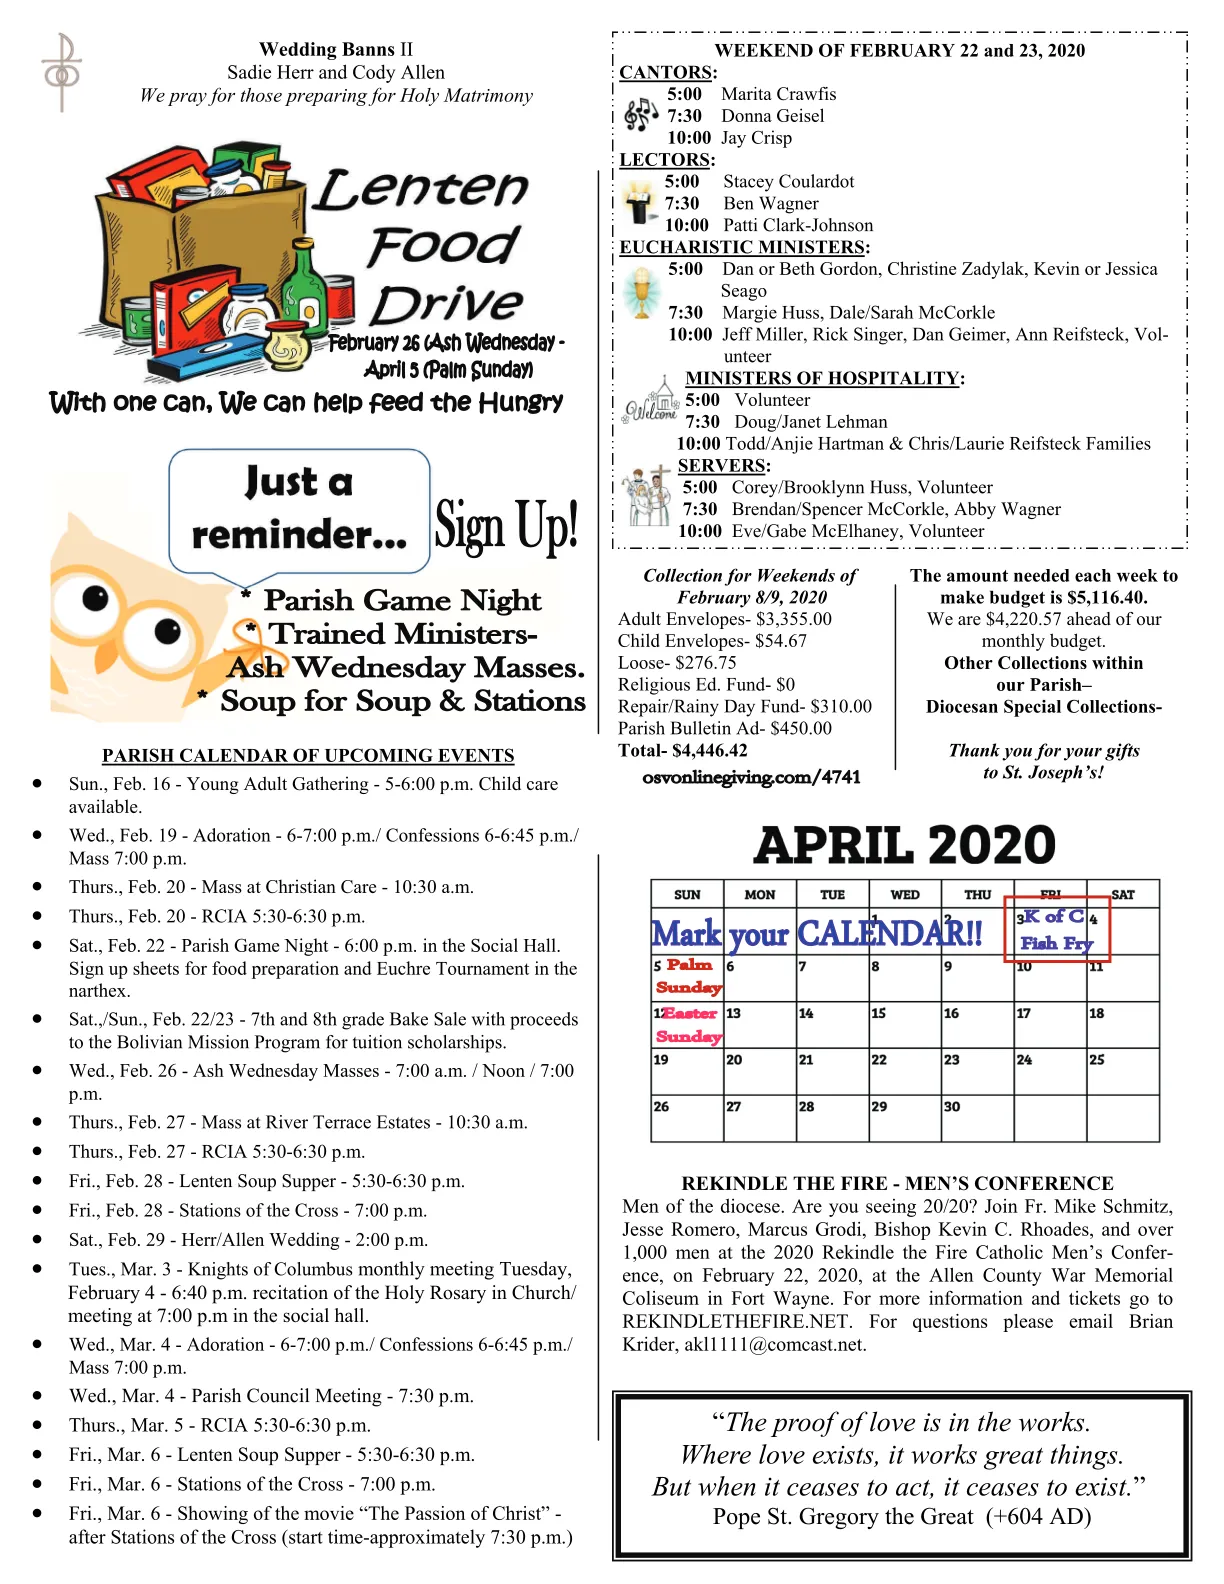 Wedding Banns II
Sadie Herr and Cody Allen
We pray for those preparing for Holy Matrimony
Lenten
Food
Drive
February 26 (Ash Wednesday -
April 5 (Palm Sunday)
With one can, We can help feed the Hungry
Just a
reminder...
Sign Up!
* Parish Game Night
* Trained Ministers-
Ash Wednesday Masses.
* Soup for Soup & Stations
PARISH CALENDAR OF UPCOMING EVENTS
• Sun., Feb. 16 - Young Adult Gathering - 5-6:00 p.m. Child care
available.
• Wed., Feb. 19 - Adoration - 6-7:00 p.m./ Confessions 6-6:45 p.m./
Mass 7:00 p.m.
• Thurs., Feb. 20 - Mass at Christian Care - 10:30 a.m.
• Thurs., Feb. 20 - RCIA 5:30-6:30 p.m.
• Sat., Feb. 22 - Parish Game Night - 6:00 p.m. in the Social Hall.
Sign up sheets for food preparation and Euchre Tournament in the
narthex.
• Sat.,/Sun., Feb. 22/23 - 7th and 8th grade Bake Sale with proceeds
to the Bolivian Mission Program for tuition scholarships.
• Wed., Feb. 26 - Ash Wednesday Masses - 7:00 a.m. / Noon / 7:00
p.m.
• Thurs., Feb. 27 - Mass at River Terrace Estates - 10:30 a.m.
• Thurs., Feb. 27 - RCIA 5:30-6:30 p.m.
• Fri., Feb. 28 - Lenten Soup Supper - 5:30-6:30 p.m.
• Fri., Feb. 28 - Stations of the Cross - 7:00 p.m.
• Sat., Feb. 29 - Herr/Allen Wedding - 2:00 p.m.
• Tues., Mar. 3 - Knights of Columbus monthly meeting Tuesday,
February 4 - 6:40 p.m. recitation of the Holy Rosary in Church/
meeting at 7:00 p.m in the social hall.
• Wed., Mar. 4 - Adoration - 6-7:00 p.m./ Confessions 6-6:45 p.m./
Mass 7:00 p.m.
• Wed., Mar. 4 - Parish Council Meeting - 7:30 p.m.
• Thurs., Mar. 5 - RCIA 5:30-6:30 p.m.
• Fri., Mar. 6 - Lenten Soup Supper - 5:30-6:30 p.m.
• Fri., Mar. 6 - Stations of the Cross - 7:00 p.m.
• Fri., Mar. 6 - Showing of the movie “The Passion of Christ” -
after Stations of the Cross (start time-approximately 7:30 p.m.)
WEEKEND OF FEBRUARY 22 and 23, 2020
CANTORS:
5:00 Marita Crawfis
7:30 Donna Geisel
10:00 Jay Crisp
LECTORS:
5:00 Stacey Coulardot
7:30 Ben Wagner
10:00 Patti Clark-Johnson
EUCHARISTIC MINISTERS:
5:00 Dan or Beth Gordon, Christine Zadylak, Kevin or Jessica
Seago
7:30 Margie Huss, Dale/Sarah McCorkle
10:00 Jeff Miller, Rick Singer, Dan Geimer, Ann Reifsteck, Vol-
unteer
MINISTERS OF HOSPITALITY:
Welcome
5:00 Volunteer
7:30 Doug/Janet Lehman
10:00 Todd/Anjie Hartman & Chris/Laurie Reifsteck Families
SERVERS:
5:00 Corey/Brooklynn Huss, Volunteer
7:30 Brendan/Spencer McCorkle, Abby Wagner
10:00 Eve/Gabe McElhaney, Volunteer
Collection for Weekends of
February 8/9, 2020
Adult Envelopes- $3,355.00
Child Envelopes- $54.67
Loose- $276.75
Religious Ed. Fund- $0
Repair/Rainy Day Fund- $310.00
Parish Bulletin Ad- $450.00
Total- $4,446.42
osvonlinegiving.com/4741
The amount needed each week to
make budget is $5,116.40.
We are $4,220.57 ahead of our
monthly budget.
Other Collections within
our Parish–
Diocesan Special Collections-
Thank you for your gifts
to St. Joseph’s!
APRIL 2020
SUN MON TUE WED THU FRI SAT
Mark your CALENDAR!!
1 2 3 K of C 4
Fish Fry
5 Palm 6 7 8 9 10 11
Sunday
12 Easter 13 14 15 16 17 18
Sunday
19 20 21 22 23 24 25
26 27 28 29 30
REKINDLE THE FIRE - MEN’S CONFERENCE
Men of the diocese. Are you seeing 20/20? Join Fr. Mike Schmitz,
Jesse Romero, Marcus Grodi, Bishop Kevin C. Rhoades, and over
1,000 men at the 2020 Rekindle the Fire Catholic Men’s Confer-
ence, on February 22, 2020, at the Allen County War Memorial
Coliseum in Fort Wayne. For more information and tickets go to
REKINDLETHEFIRE.NET. For questions please email Brian
Krider, akl1111@comcast.net.
“The proof of love is in the works.
Where love exists, it works great things.
But when it ceases to act, it ceases to exist.”
Pope St. Gregory the Great (+604 AD)